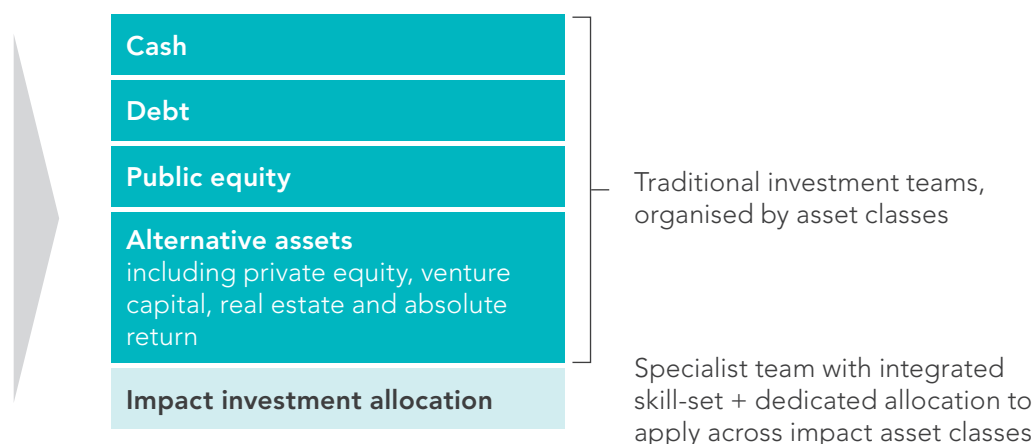 Cash
Debt
Public equity
Alternative assets
including private equity, venture
capital, real estate and absolute
return
Traditional investment teams,
organised by asset classes
Impact investment allocation
Specialist team with integrated
skill-set + dedicated allocation to
apply across impact asset classes